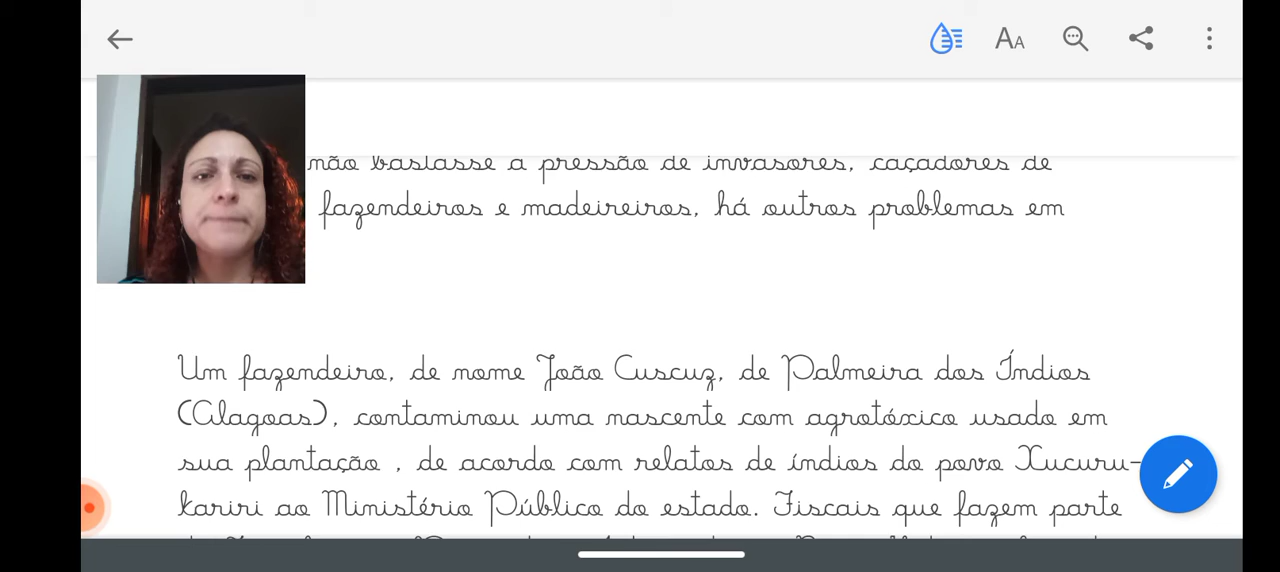 AA
não bastasse a pressão de invasores, caçadores de
fazendeiros e madeireiros, há outros problemas em
Um fazendeiro, de nome João Cuscuz, de Palmeira dos Índios
(Alagoas), contaminou uma nascente com agrotóxico usado em
sua plantação , de acordo com relatos de índios do povo Xucuru-
kariri ao Ministério Público do estado. Fiscais que fazem parte